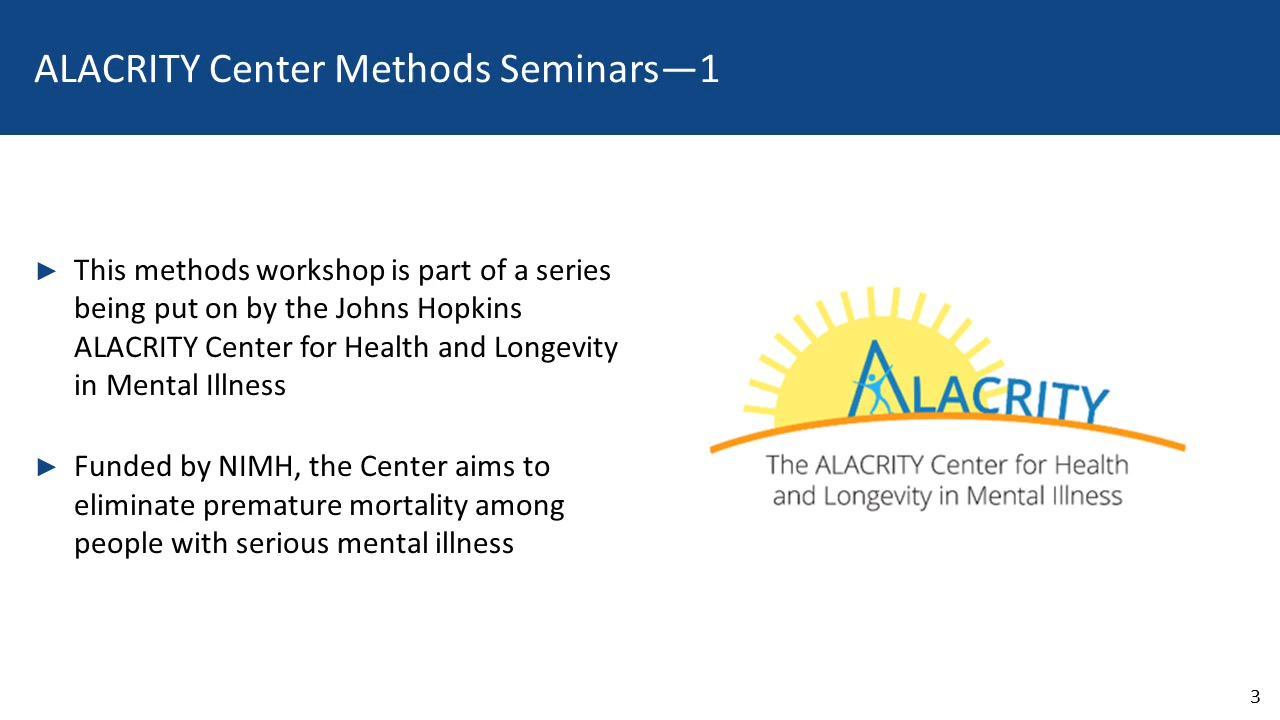 ALACRITY Center Methods Seminars—1
► This methods workshop is part of a series
being put on by the Johns Hopkins
ALACRITY Center for Health and Longevity
in Mental Illness
► Funded by NIMH, the Center aims to
eliminate premature mortality among
people with serious mental illness
ALACRITY
The ALACRITY Center for Health
and Longevity in Mental Illness
3